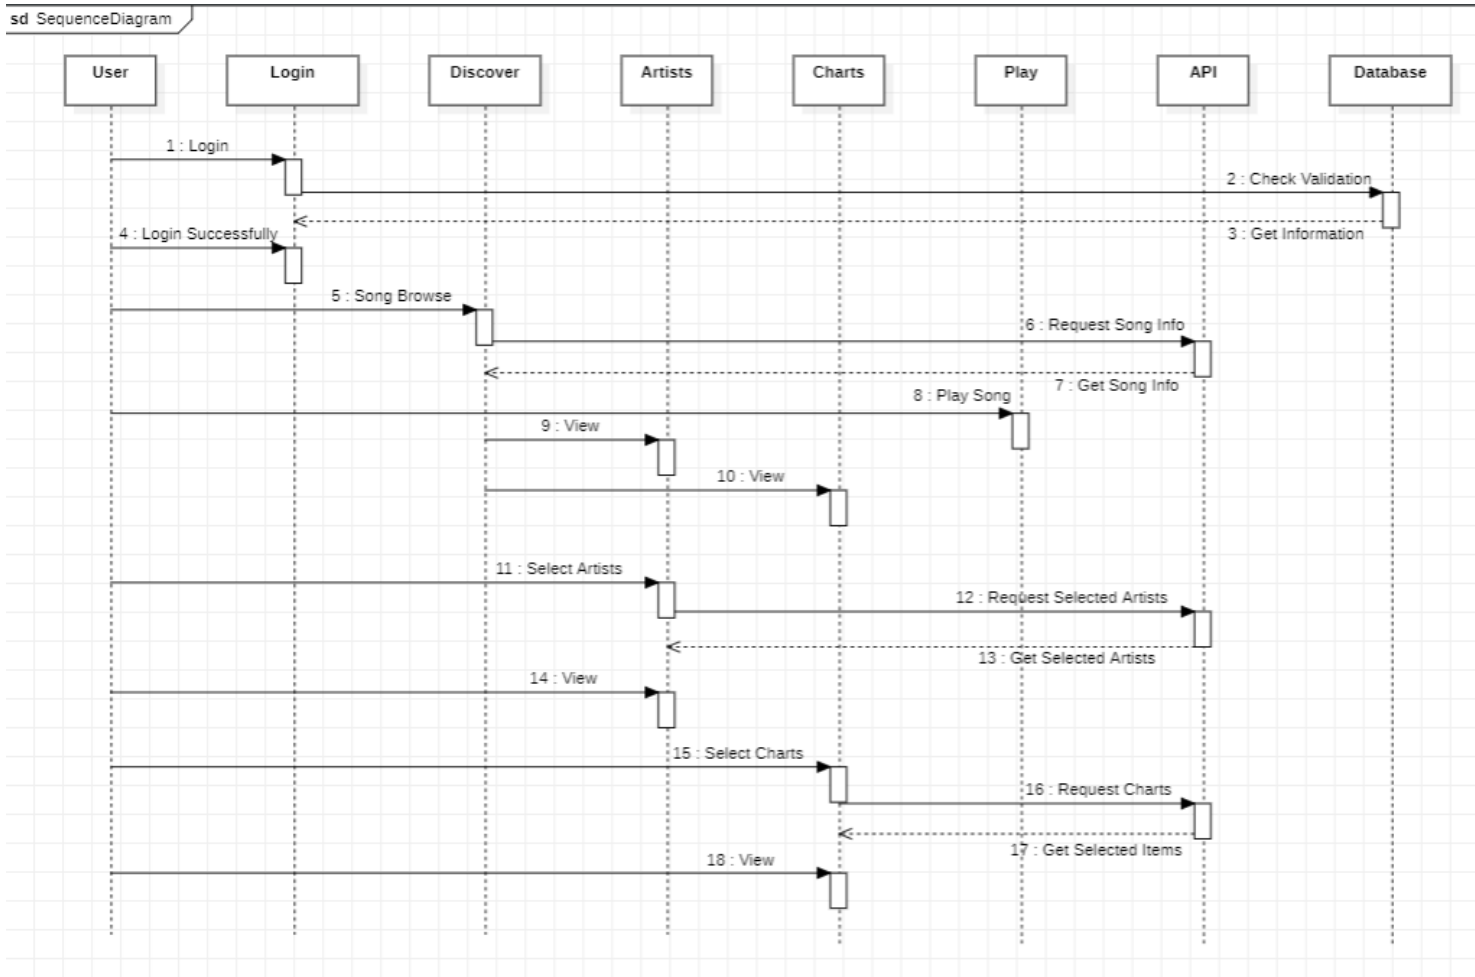 sd SequenceDiagram
User
Login
Discover
Artists
Charts
Play
API
Database
1 : Login
2 : Check Validation
3 : Get Information
4 : Login Successfully
5 : Song Browse
6 : Request Song Info
7 : Get Song Info
8 : Play Song
9 : View
10 : View
11 : Select Artists
12 : Request Selected Artists
13 : Get Selected Artists
14 : View
15 : Select Charts
16 : Request Charts
17 : Get Selected Items
18 : View